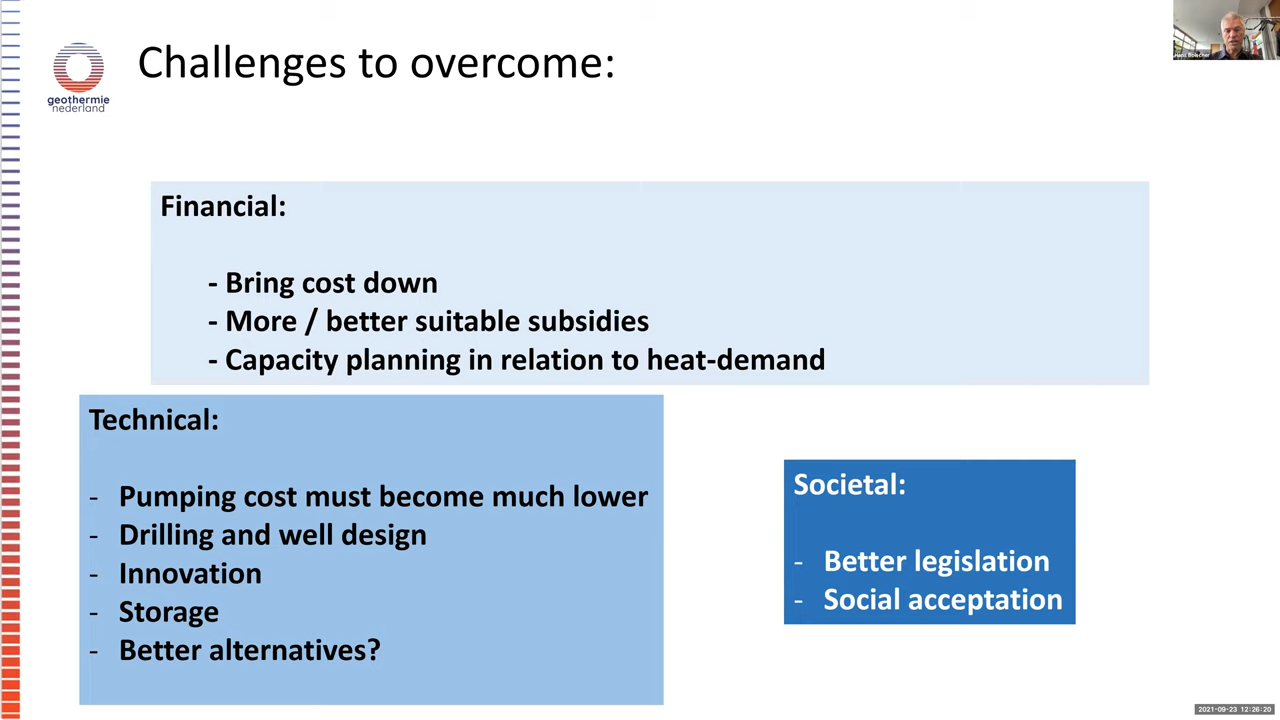 geothermie
nederland
Challenges to overcome:
Hans Bolscher
Financial:
- Bring cost down
- More / better suitable subsidies
- Capacity planning in relation to heat-demand
Technical:
- Pumping cost must become much lower
- Drilling and well design
- Innovation
- Storage
- Better alternatives?
Societal:
- Better legislation
- Social acceptation
2021-09-23 12:26:20